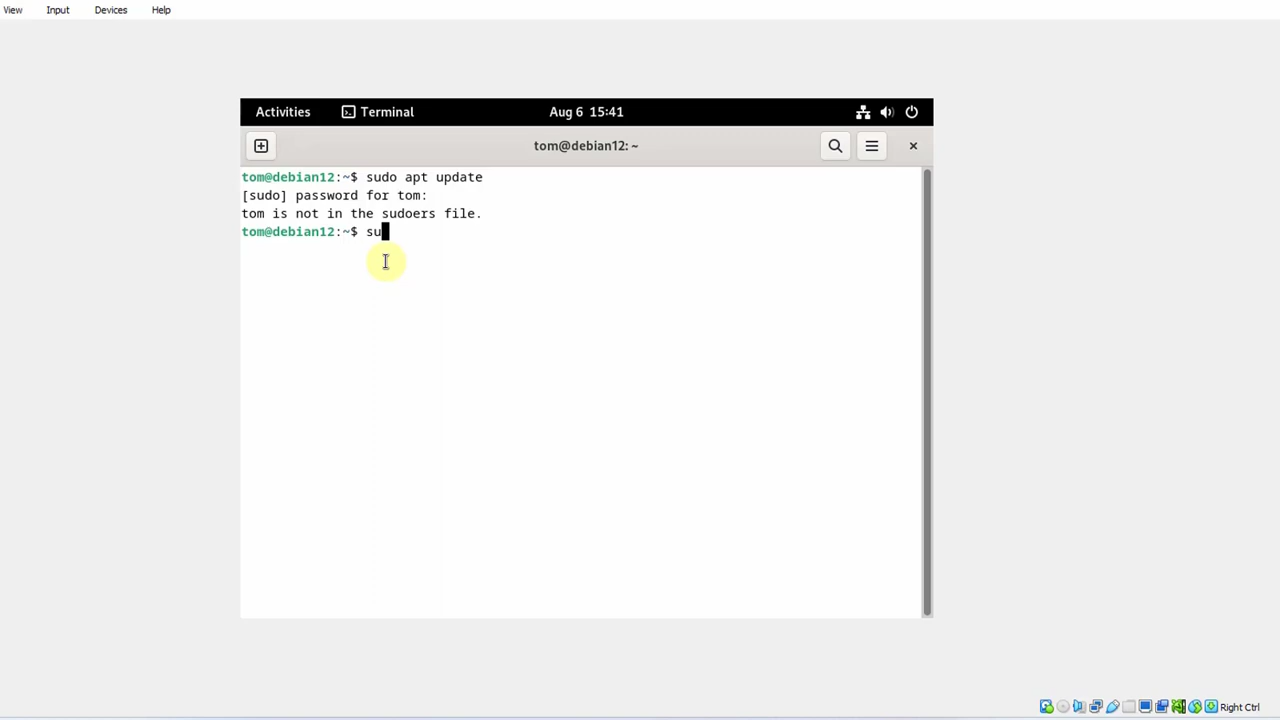 View Input Devices Help
Activities Terminal Aug 6 15:41
tom@debian12: ~
tom@debian12:~$ sudo apt update
[sudo] password for tom:
tom is not in the sudoers file.
tom@debian12:~$ su
Right Ctrl